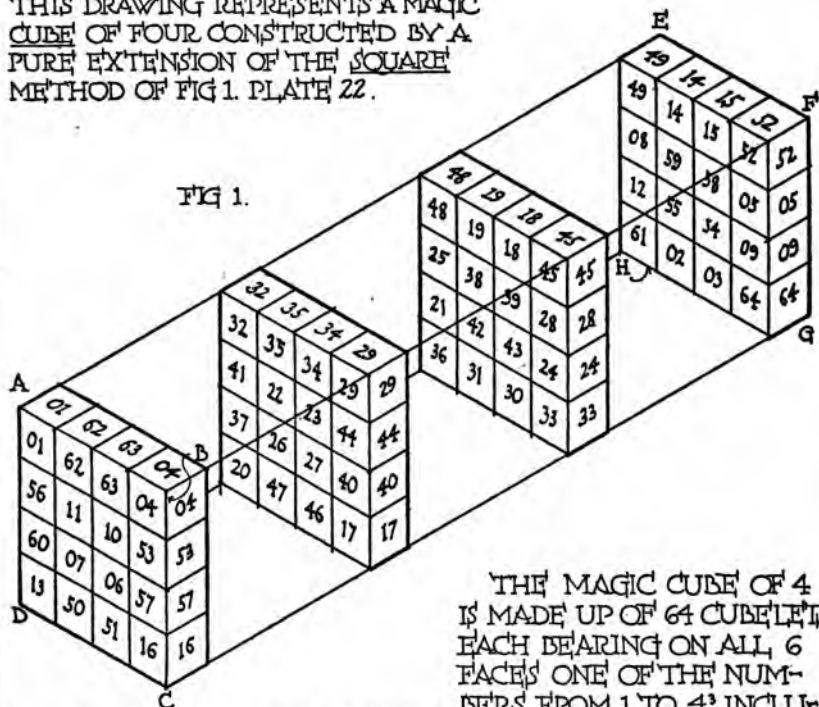 THIS DRAWING REPRESENTS A MAGIC
CUBE OF FOUR CONSTRUCTED BY A
PURE EXTENSION OF THE SQUARE
METHOD OF FIG 1. PLATE 22.
FIG 1.
E
F
49 14 15 52
49 14 15 52 52
08 59 58 05 05
12 55 54 09 09
61 02 03 64 64
H
G
48 19 18 45
48 19 18 45 45
25 38 39 28 28
21 42 43 24 24
36 31 30 33 33
32 35 34 29
32 35 34 29 29
41 22 23 44 44
37 26 27 40 40
20 47 46 17 17
A
B
01 62 63 04
01 62 63 04 04
56 11 10 53 53
60 07 06 57 57
13 50 51 16 16
D
C
THE MAGIC CUBE OF 4
IS MADE UP OF 64 CUBELETS
EACH BEARING ON ALL 6
FACES ONE OF THE NUM-
BERS FROM 1 TO 4³